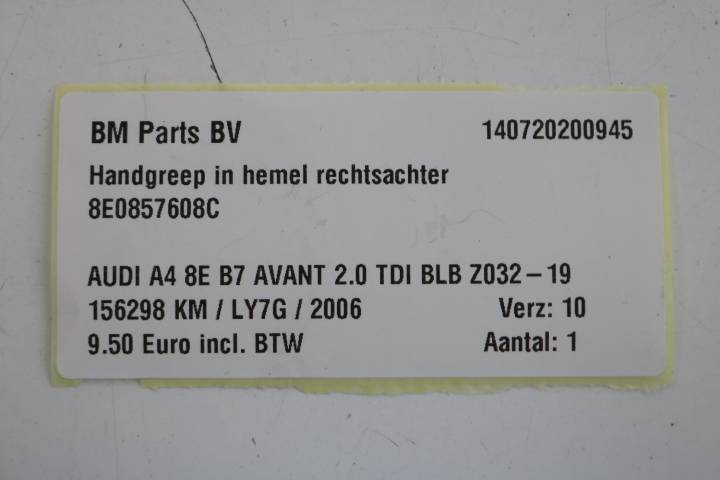 BM Parts BV 140720200945
Handgreep in hemel rechtsachter
8E0857608C
AUDI A4 8E B7 AVANT 2.0 TDI BLB Z032-19
156298 KM / LY7G / 2006 Verz: 10
9.50 Euro incl. BTW Aantal: 1